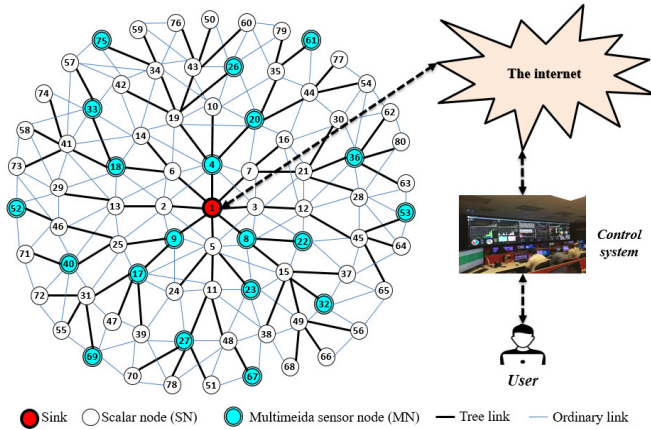 76 50
59 60
75 43 79 61
34 26 35 77
57 42 44 54
74 33 10
19 20 30 62
58 14 16
41 80
18 4 36
73 6 7 21 63
29 28
52 13 2 1 3 12 53
46 25 9 8 22 45 64
71 40 5
17 15 37
72 31 24 11 23 65
55 47 32
39 27 48 38 49 56
69 66
70 78 51 67 68
The internet
Control
system
User
Sink Scalar node (SN) Multimeida sensor node (MN) Tree link Ordinary link